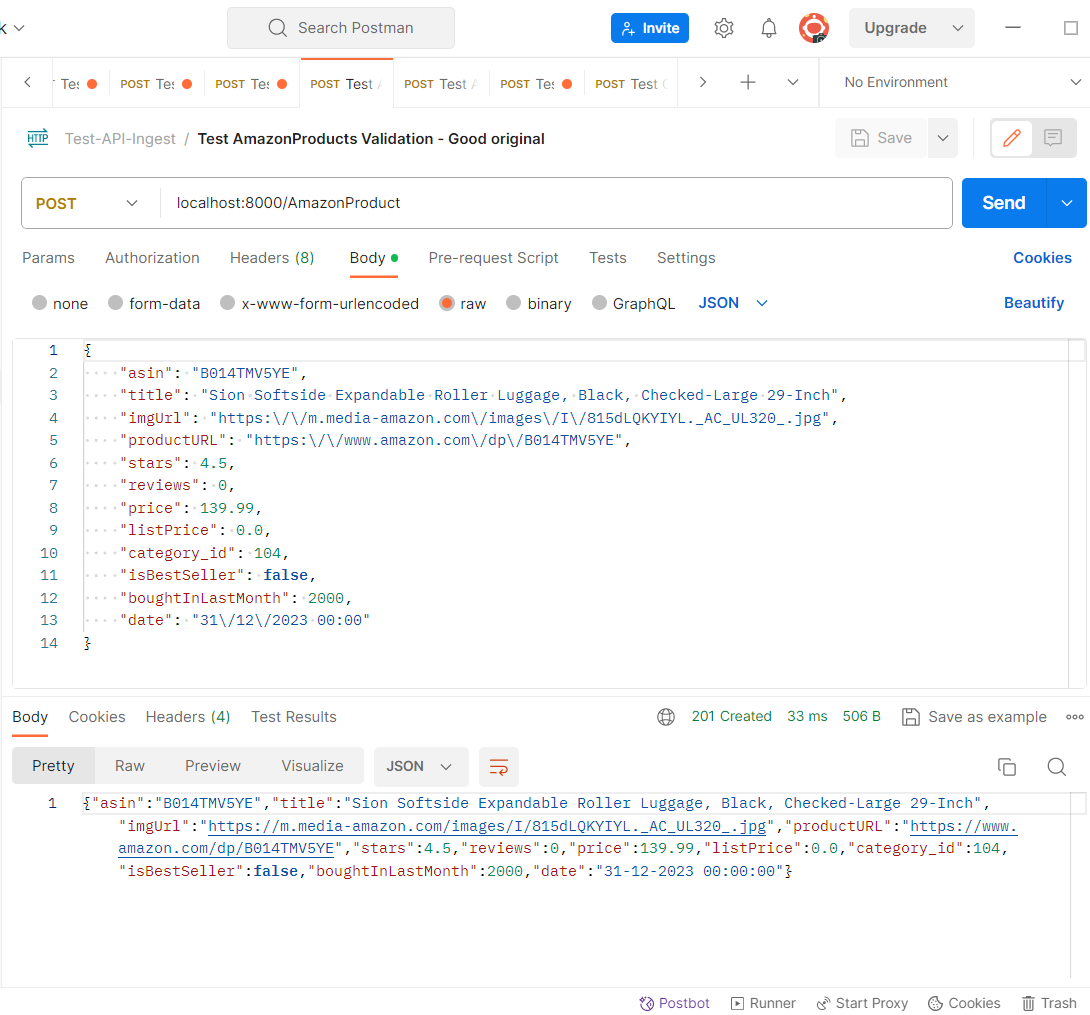 k
Search Postman
Invite
Upgrade
Tes
POST Tes
POST Tes
POST Test
POST Test
POST Tes
POST Test
No Environment
HTTP Test-API-Ingest / Test AmazonProducts Validation - Good original
Save
POST localhost:8000/AmazonProduct
Send
Params Authorization Headers (8) Body Pre-request Script Tests Settings Cookies
none form-data x-www-form-urlencoded raw binary GraphQL JSON Beautify
1 {
2 "asin": "B014TMV5YE",
3 "title": "Sion Softside Expandable Roller Luggage, Black, Checked-Large 29-Inch",
4 "imgUrl": "https:\/\/m.media-amazon.com\/images\/I\/815dLQKYIYL._AC_UL320_.jpg",
5 "productURL": "https:\/\/www.amazon.com\/dp\/B014TMV5YE",
6 "stars": 4.5,
7 "reviews": 0,
8 "price": 139.99,
9 "listPrice": 0.0,
10 "category_id": 104,
11 "isBestSeller": false,
12 "boughtInLastMonth": 2000,
13 "date": "31\/12\/2023 00:00"
14 }
Body Cookies Headers (4) Test Results 201 Created 33 ms 506 B Save as example
Pretty Raw Preview Visualize JSON
1 {"asin":"B014TMV5YE","title":"Sion Softside Expandable Roller Luggage, Black, Checked-Large 29-Inch",
"imgUrl":"https://m.media-amazon.com/images/I/815dLQKYIYL._AC_UL320_.jpg","productURL":"https://www.
amazon.com/dp/B014TMV5YE","stars":4.5,"reviews":0,"price":139.99,"listPrice":0.0,"category_id":104,
"isBestSeller":false,"boughtInLastMonth":2000,"date":"31-12-2023 00:00:00"}
Postbot Runner Start Proxy Cookies Trash